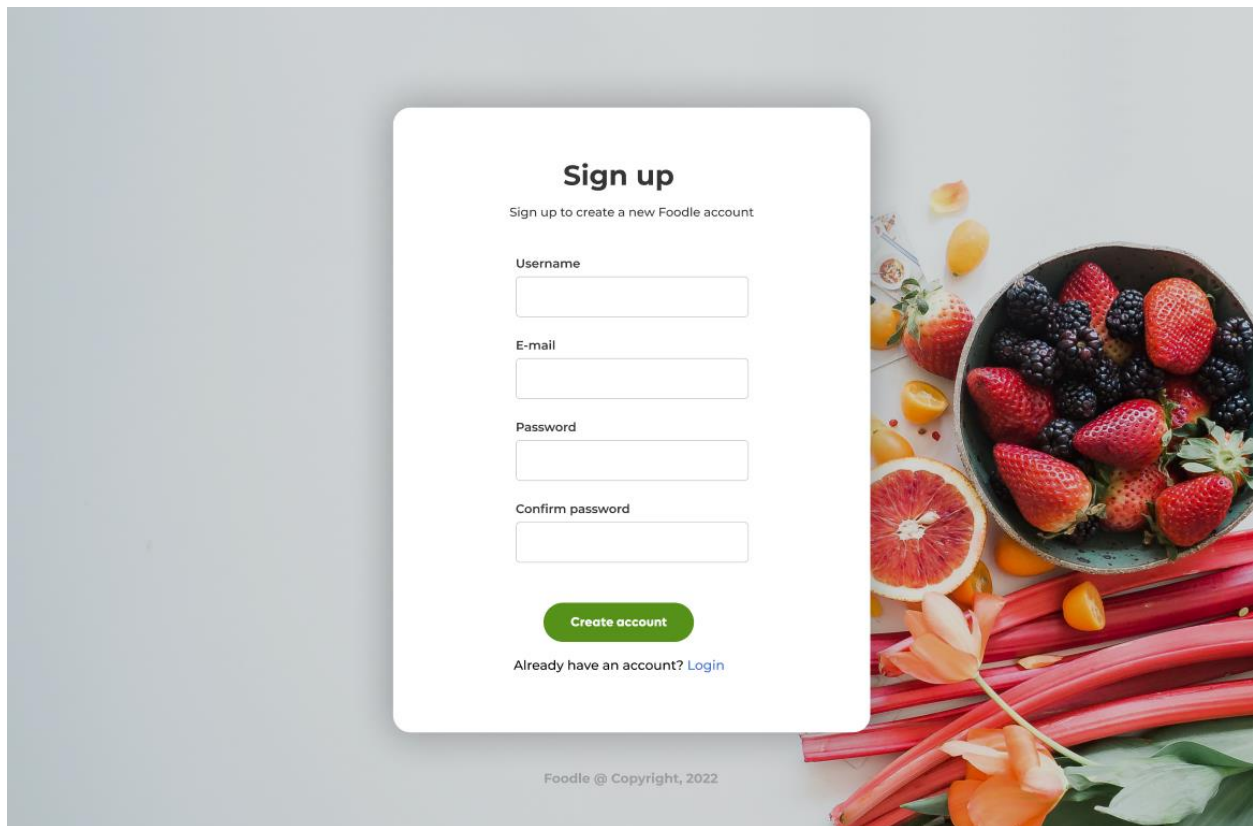 Sign up
Sign up to create a new Foodle account
Username
E-mail
Password
Confirm password
Create account
Already have an account? Login
Foodle @ Copyright, 2022